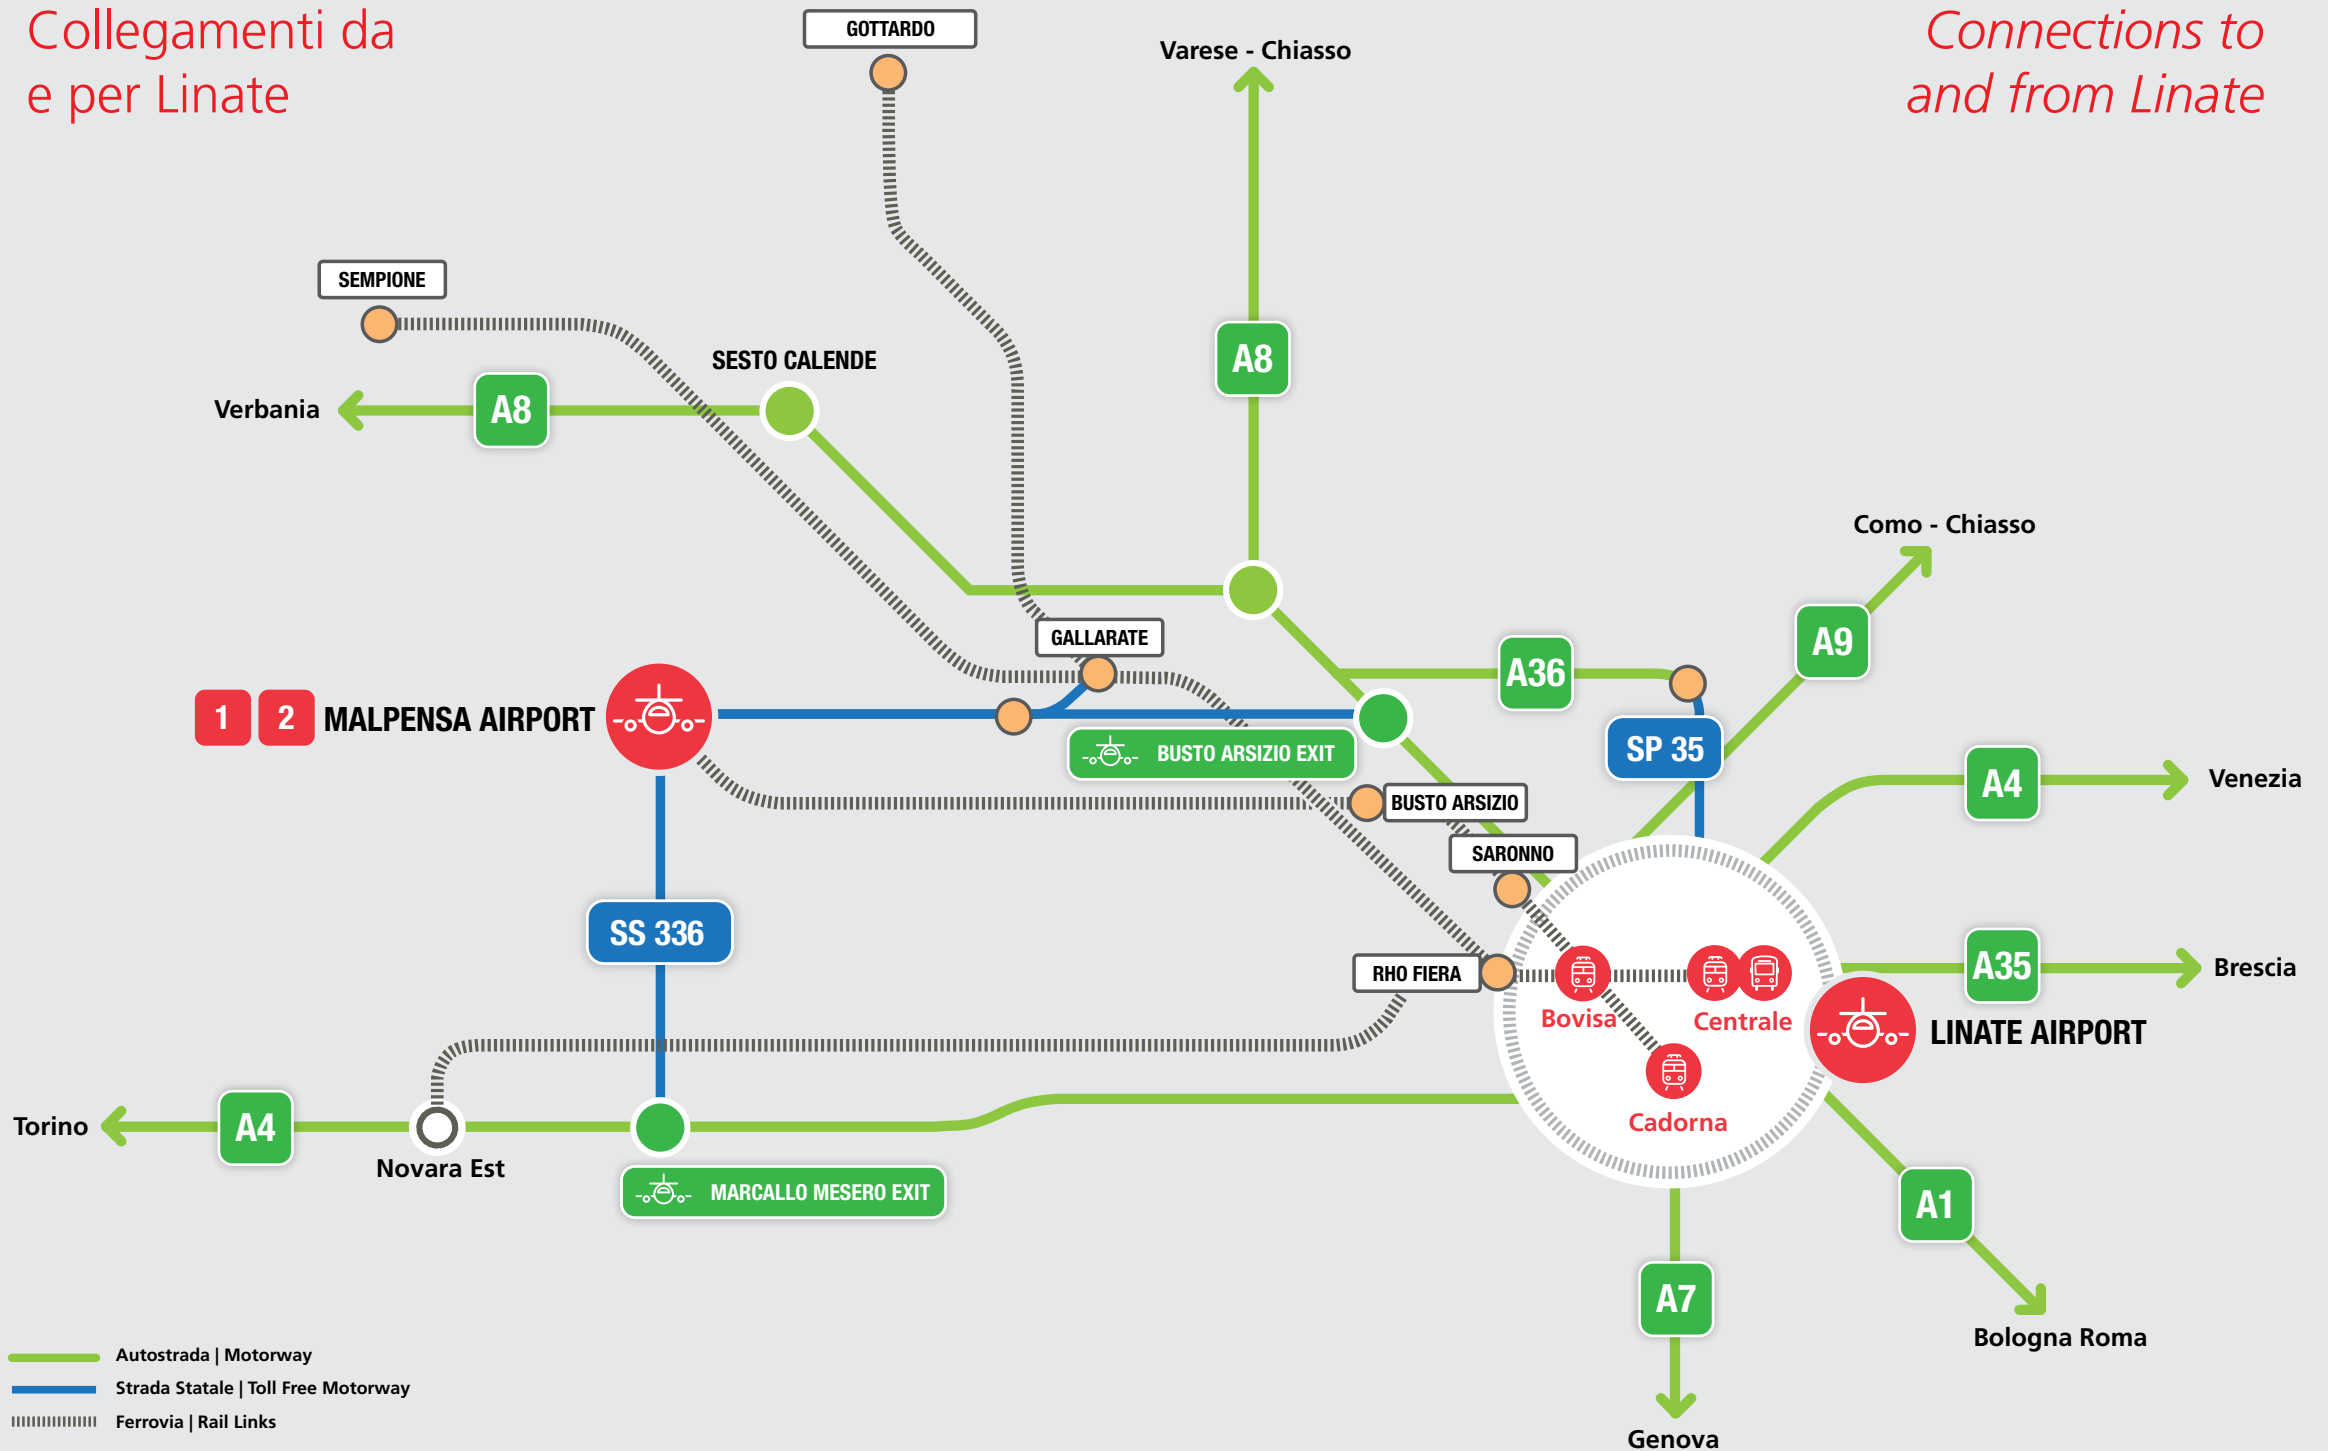 Collegamenti da
e per Linate
Connections to
and from Linate
GOTTARDO
Varese - Chiasso
SEMPIONE
SESTO CALENDE
A8
Verbania
A8
Como - Chiasso
GALLARATE
A9
A36
1 2 MALPENSA AIRPORT
SP 35
BUSTO ARSIZIO EXIT
A4
Venezia
BUSTO ARSIZIO
SARONNO
SS 336
RHO FIERA
A35
Brescia
Bovisa
Centrale
LINATE AIRPORT
Cadorna
Torino
A4
Novara Est
MARCALLO MESERO EXIT
A1
A7
Bologna Roma
Genova
Autostrada | Motorway
Strada Statale | Toll Free Motorway
Ferrovia | Rail Links